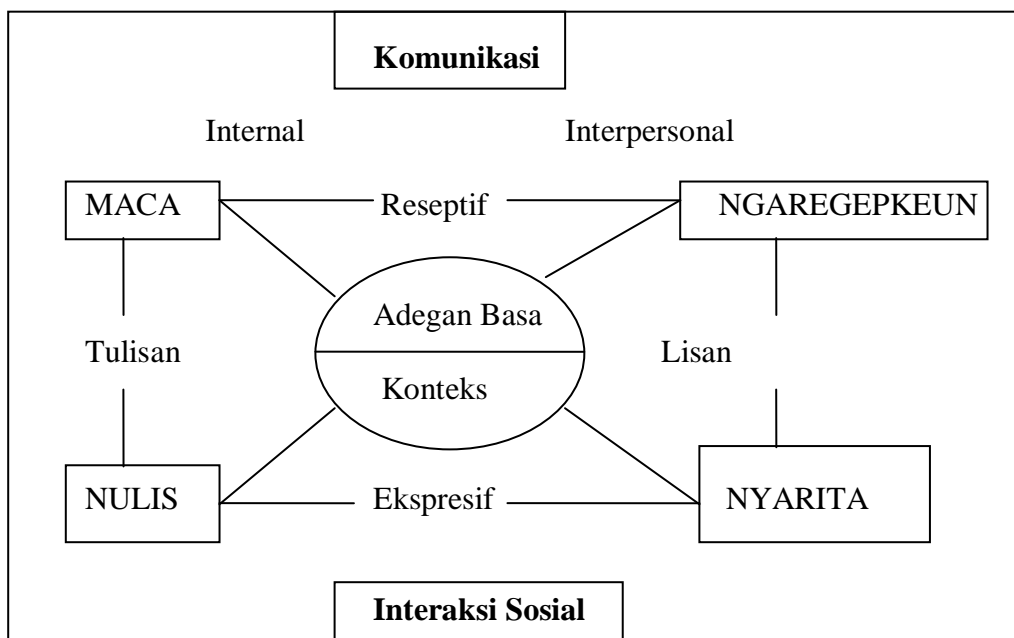 Komunikasi
Internal Interpersonal
MACA Reseptif NGAREGEPKEUN
Adegan Basa
Tulisan Lisan
Konteks
NULIS Ekspresif NYARITA
Interaksi Sosial